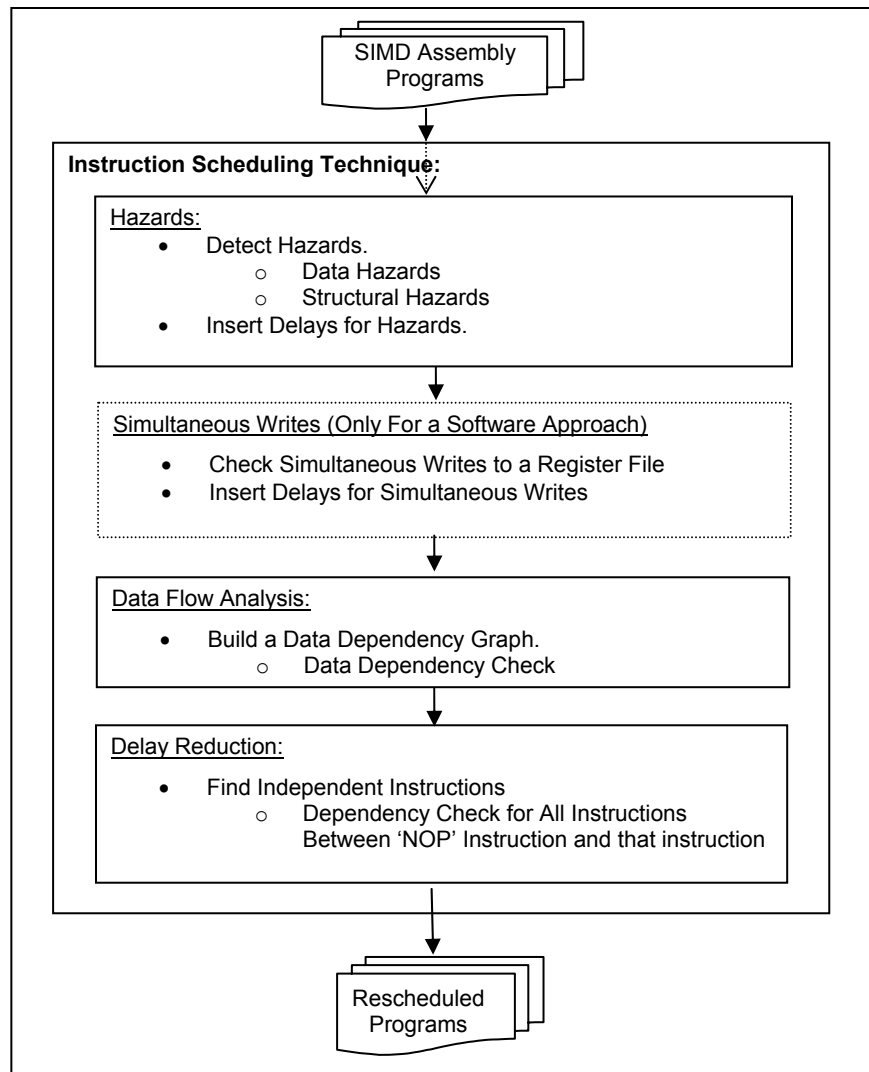 SIMD Assembly
Programs
Instruction Scheduling Technique:
Hazards:
• Detect Hazards.
o Data Hazards
o Structural Hazards
• Insert Delays for Hazards.
Simultaneous Writes (Only For a Software Approach)
• Check Simultaneous Writes to a Register File
• Insert Delays for Simultaneous Writes
Data Flow Analysis:
• Build a Data Dependency Graph.
o Data Dependency Check
Delay Reduction:
• Find Independent Instructions
o Dependency Check for All Instructions
Between ‘NOP’ Instruction and that instruction
Rescheduled
Programs